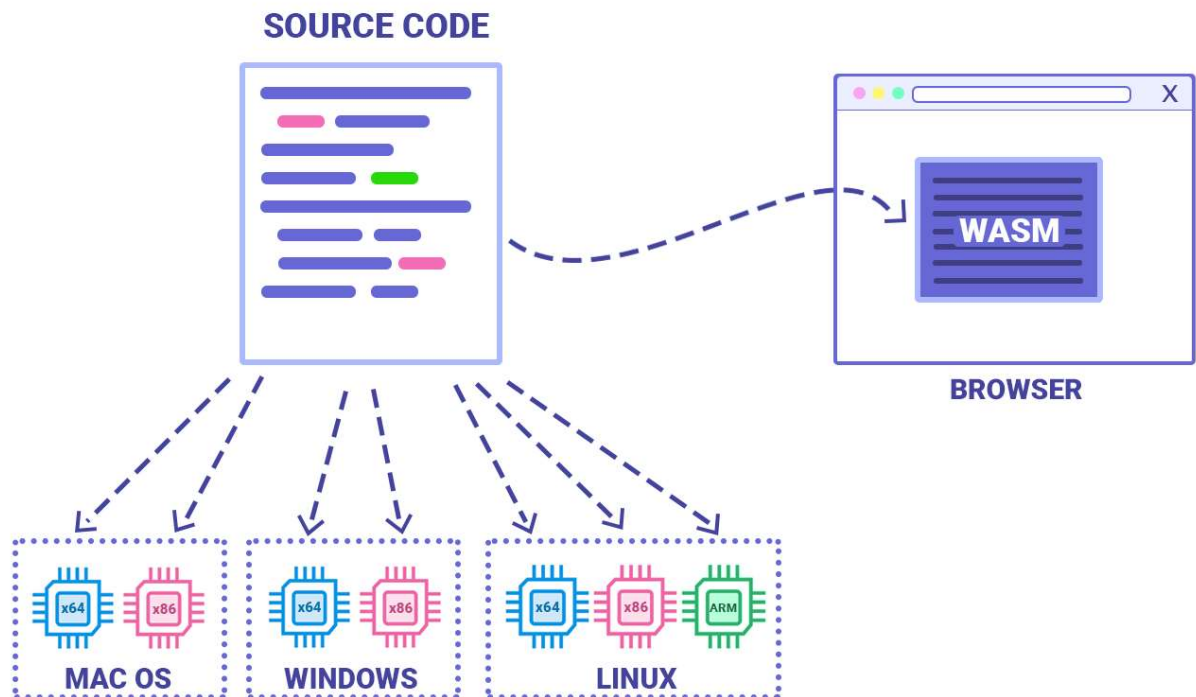 SOURCE CODE
X
WASM
BROWSER
x64 x86 x64 x86 x64 x86 ARM
MAC OS WINDOWS LINUX